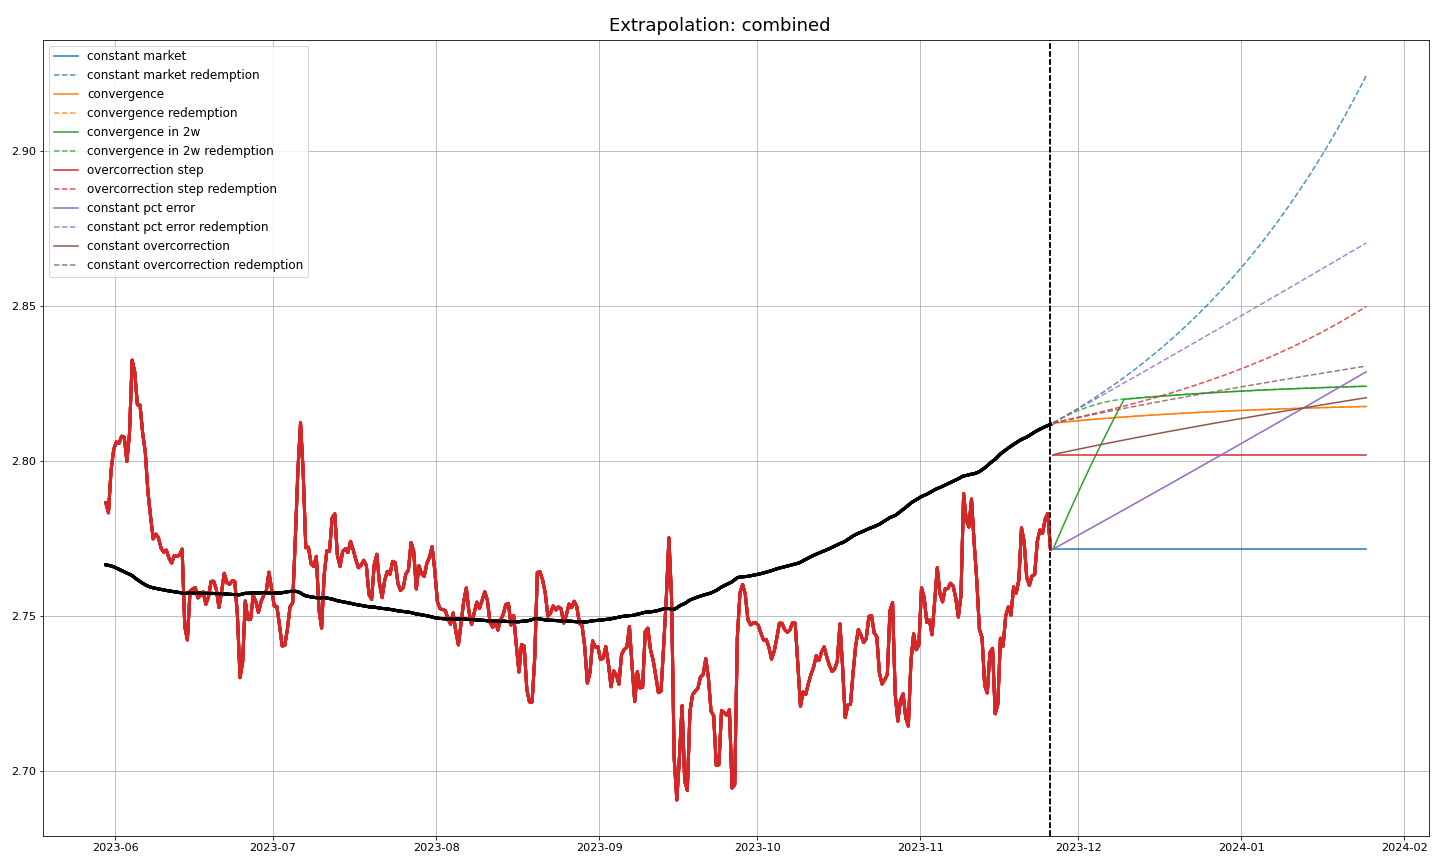 Extrapolation: combined
constant market
constant market redemption
convergence
convergence redemption
convergence in 2w
convergence in 2w redemption
overcorrection step
overcorrection step redemption
constant pct error
constant pct error redemption
constant overcorrection
constant overcorrection redemption
2.90
2.85
2.80
2.75
2.70
2023-06 2023-07 2023-08 2023-09 2023-10 2023-11 2023-12 2024-01 2024-02